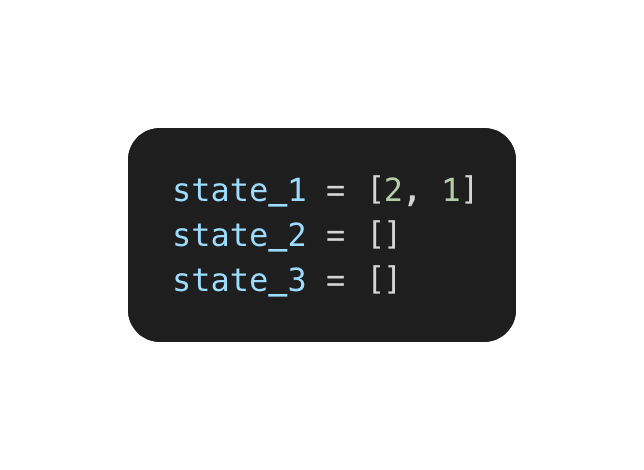 state_1 = [2, 1]
state_2 = []
state_3 = []